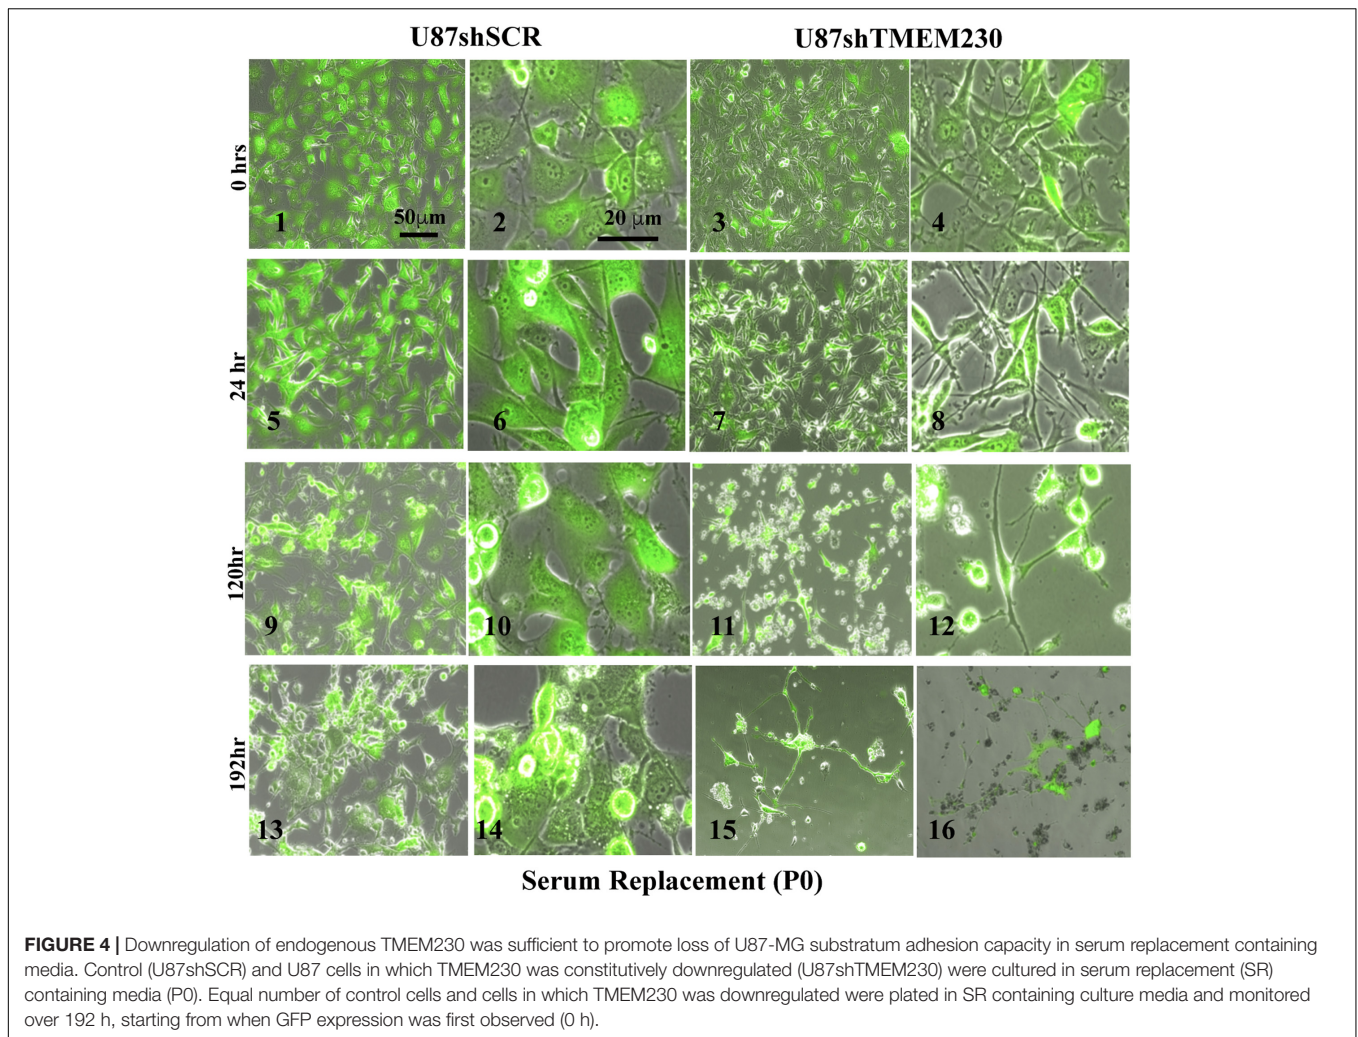 U87shSCR
U87shTMEM230
0 hrs
1
50µm
2
20 µm
3
4
24 hr
5
6
7
8
120hr
9
10
11
12
192hr
13
14
15
16
Serum Replacement (P0)
FIGURE 4 | Downregulation of endogenous TMEM230 was sufficient to promote loss of U87-MG substratum adhesion capacity in serum replacement containing
media. Control (U87shSCR) and U87 cells in which TMEM230 was constitutively downregulated (U87shTMEM230) were cultured in serum replacement (SR)
containing media (P0). Equal number of control cells and cells in which TMEM230 was downregulated were plated in SR containing culture media and monitored
over 192 h, starting from when GFP expression was first observed (0 h).